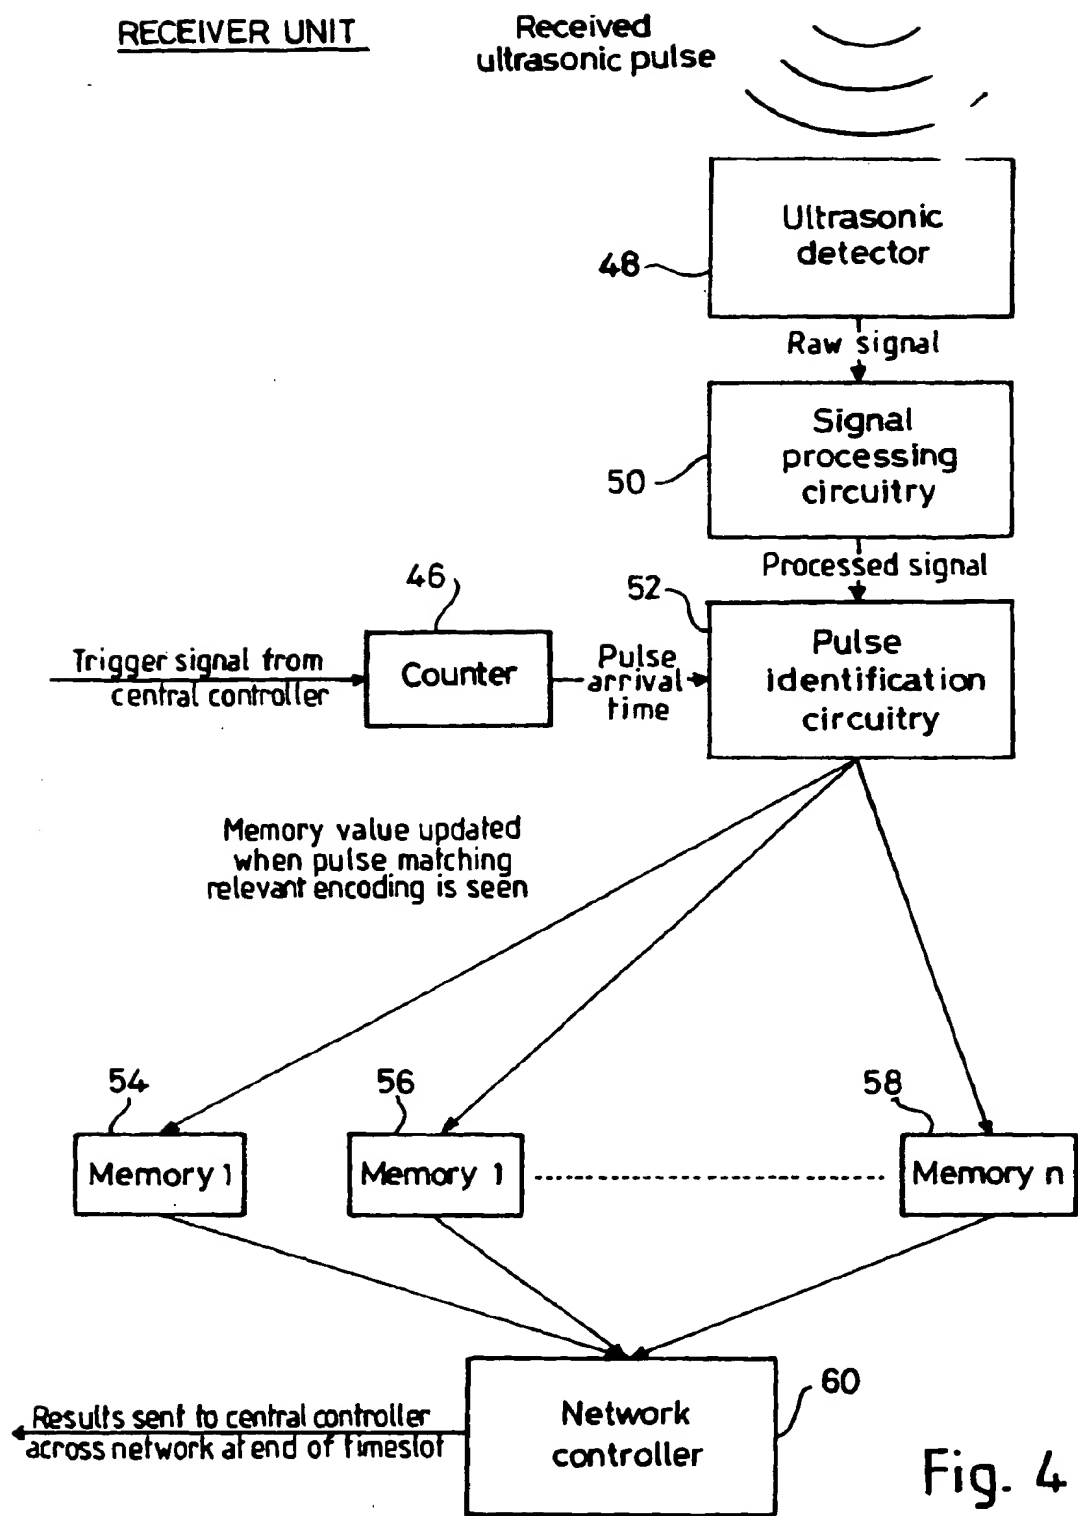 RECEIVER UNIT
Received
ultrasonic pulse
Ultrasonic
detector
48
Raw signal
Signal
processing
circuitry
50
Processed signal
46
52
Trigger signal from
central controller
Counter
Pulse
arrival
time
Pulse
identification
circuitry
Memory value updated
when pulse matching
relevant encoding is seen
54
56
58
Memory 1
Memory 1
Memory n
60
Results sent to central controller
across network at end of timeslot
Network
controller
Fig. 4